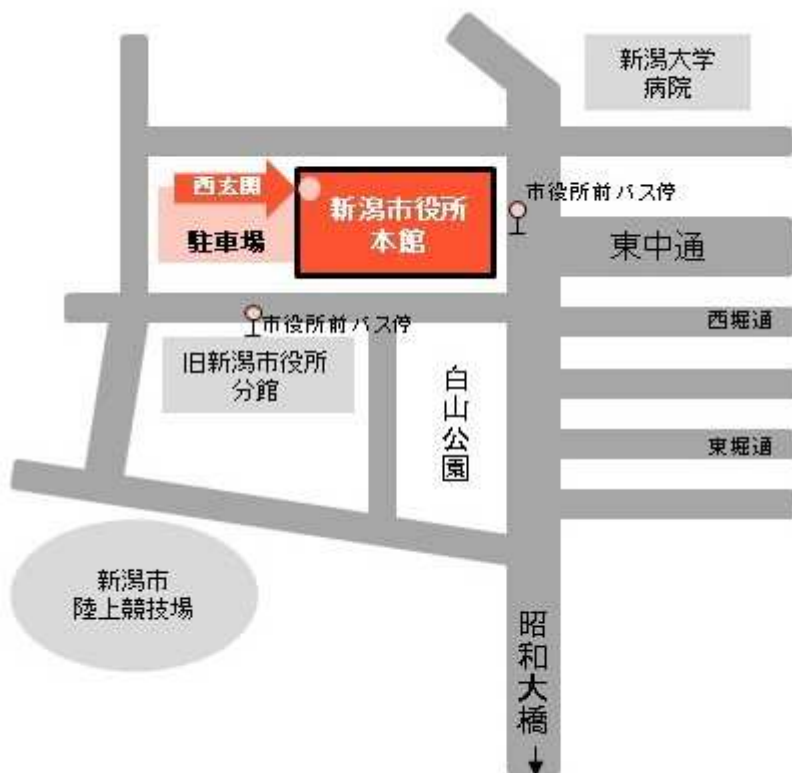 新潟大学
病院
西玄関
新潟市役所
本館
市役所前バス停
駐車場
東中通
市役所前バス停
西堀通
旧新潟市役所
分館
白山公園
東堀通
新潟市
陸上競技場
昭和大橋